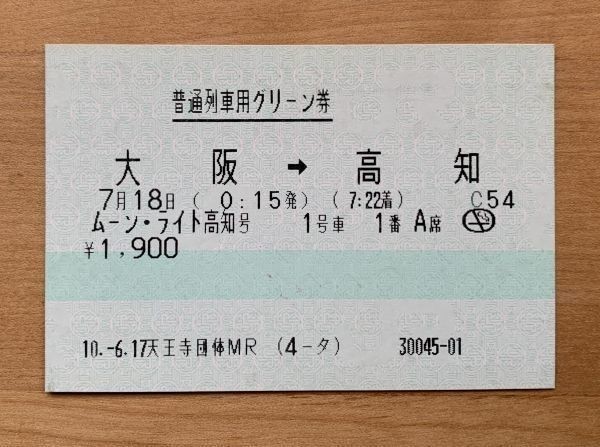 普通列車用グリーン券
大阪 → 高知
7月18日 ( 0:15発) ( 7:22着) C54
ムーン・ライト高知号 1号車 1番 A席
¥1,900
10.-6.17天王寺団体MR (4-タ) 30045-01